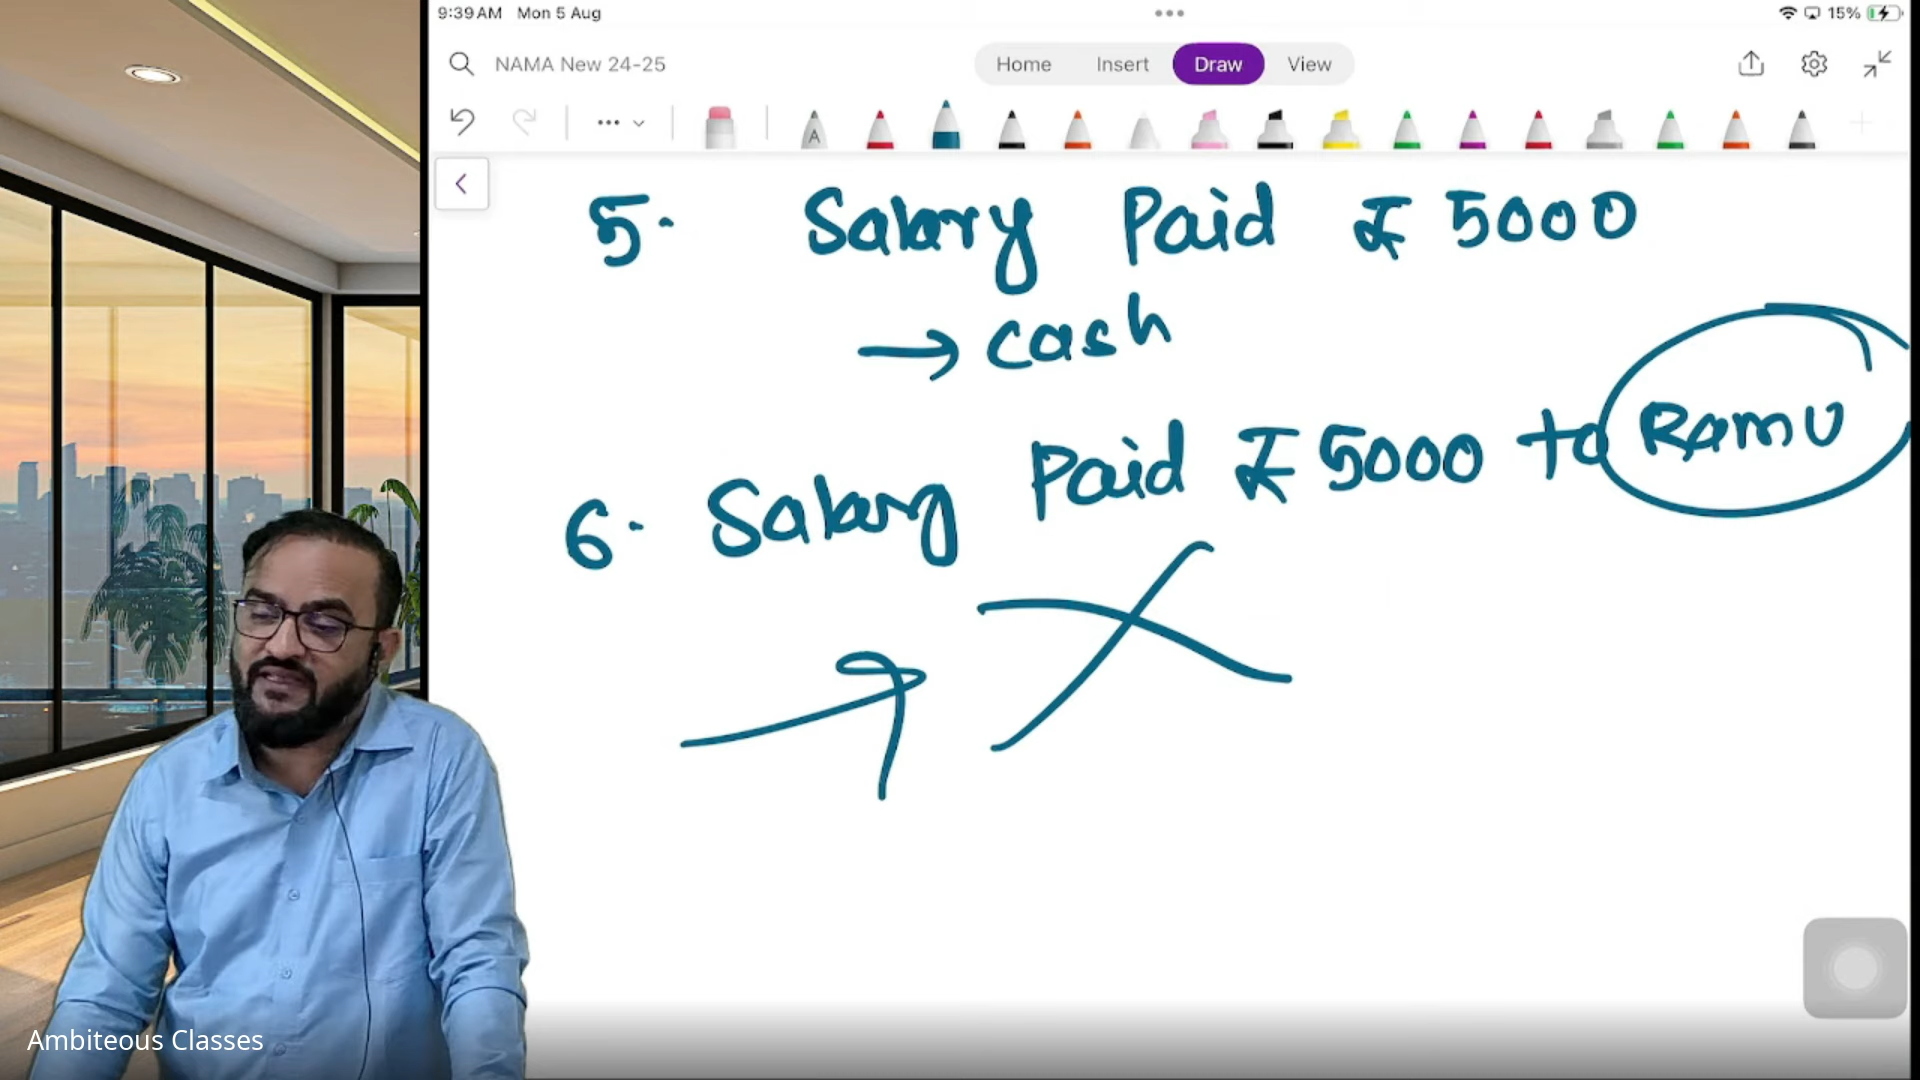 9:39 AM Mon 5 Aug
15%
NAMA New 24-25
Home Insert Draw View
A
5. Salary Paid ₹ 5000
→ cash
6. Salary Paid ₹ 5000 to Ramu
Ambiteous Classes